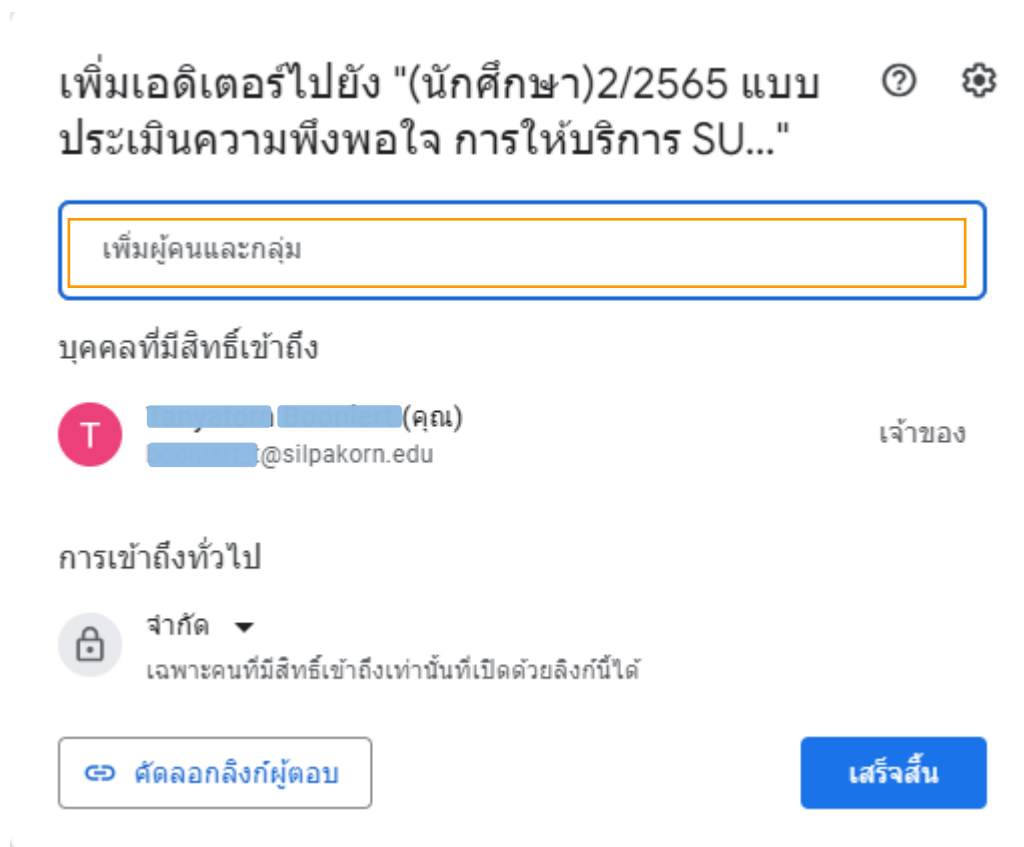 เพิ่มเอดิเตอร์ไปยัง "(นักศึกษา)2/2565 แบบ
ประเมินความพึงพอใจ การให้บริการ SU..."
เพิ่มผู้คนและกลุ่ม
บุคคลที่มีสิทธิ์เข้าถึง
T
(คุณ)
@silpakorn.edu
เจ้าของ
การเข้าถึงทั่วไป
จำกัด
เฉพาะคนที่มีสิทธิ์เข้าถึงเท่านั้นที่เปิดด้วยลิงก์นี้ได้
คัดลอกลิงก์ผู้ตอบ
เสร็จสิ้น